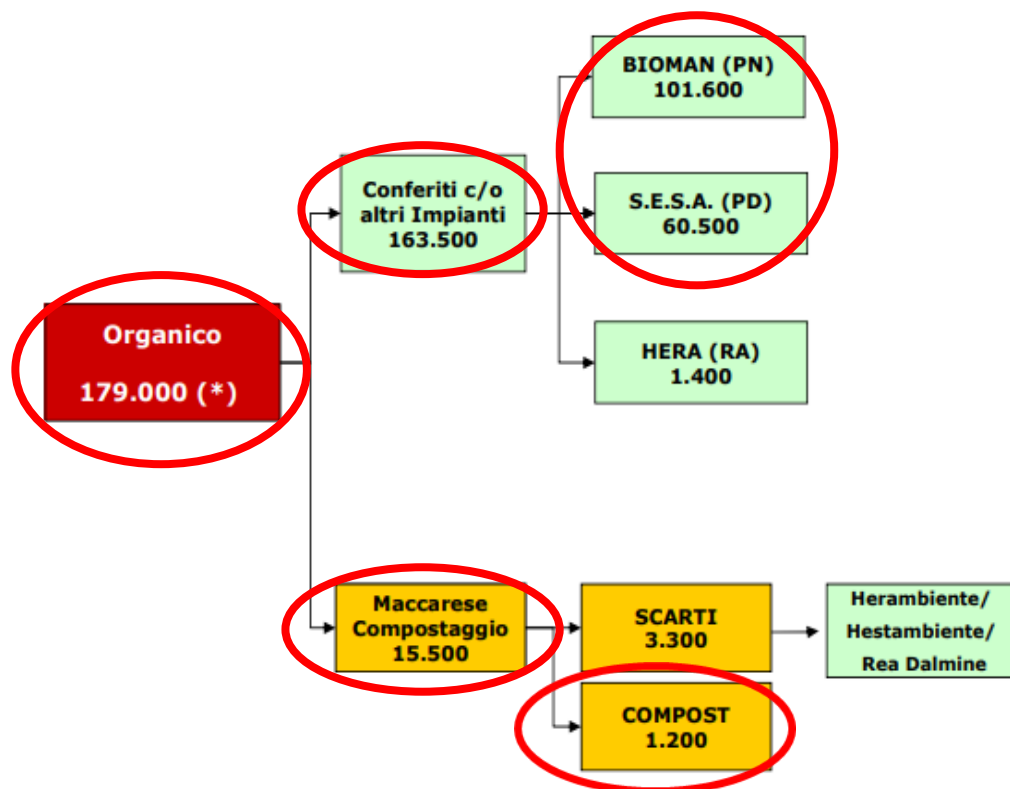 BIOMAN (PN)
101.600
Conferiti c/o
altri Impianti
163.500
S.E.S.A. (PD)
60.500
Organico
179.000 (*)
HERA (RA)
1.400
Maccarese
Compostaggio
15.500
SCARTI
3.300
Herambiente/
Hestambiente/
Rea Dalmine
COMPOST
1.200